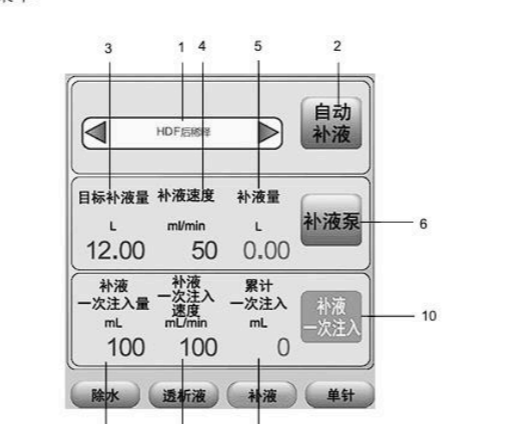 1
2
3
4
5
自动
补液
HDF后稀释
目标补液量
补液速度
补液量
L
ml/min
L
补液泵
6
12.00
50
0.00
补液
一次注入量
补液
一次注入
速度
累计
一次注入
mL
mL/min
mL
补液
一次注入
10
100
100
0
除水
透析液
补液
单针